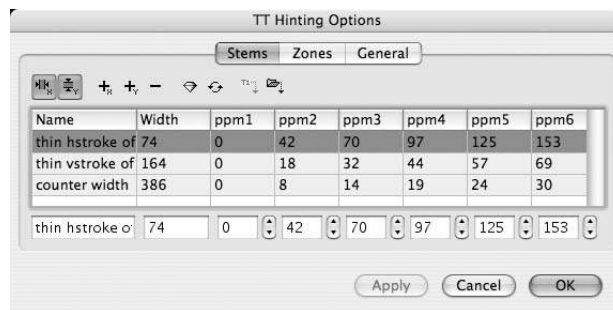 TT Hinting Options
Stems Zones General
Name Width ppm1 ppm2 ppm3 ppm4 ppm5 ppm6
thin hstroke of 74 0 42 70 97 125 153
thin vstroke of 164 0 18 32 44 57 69
counter width 386 0 8 14 19 24 30
thin hstroke o 74 0 42 70 97 125 153
Apply Cancel OK